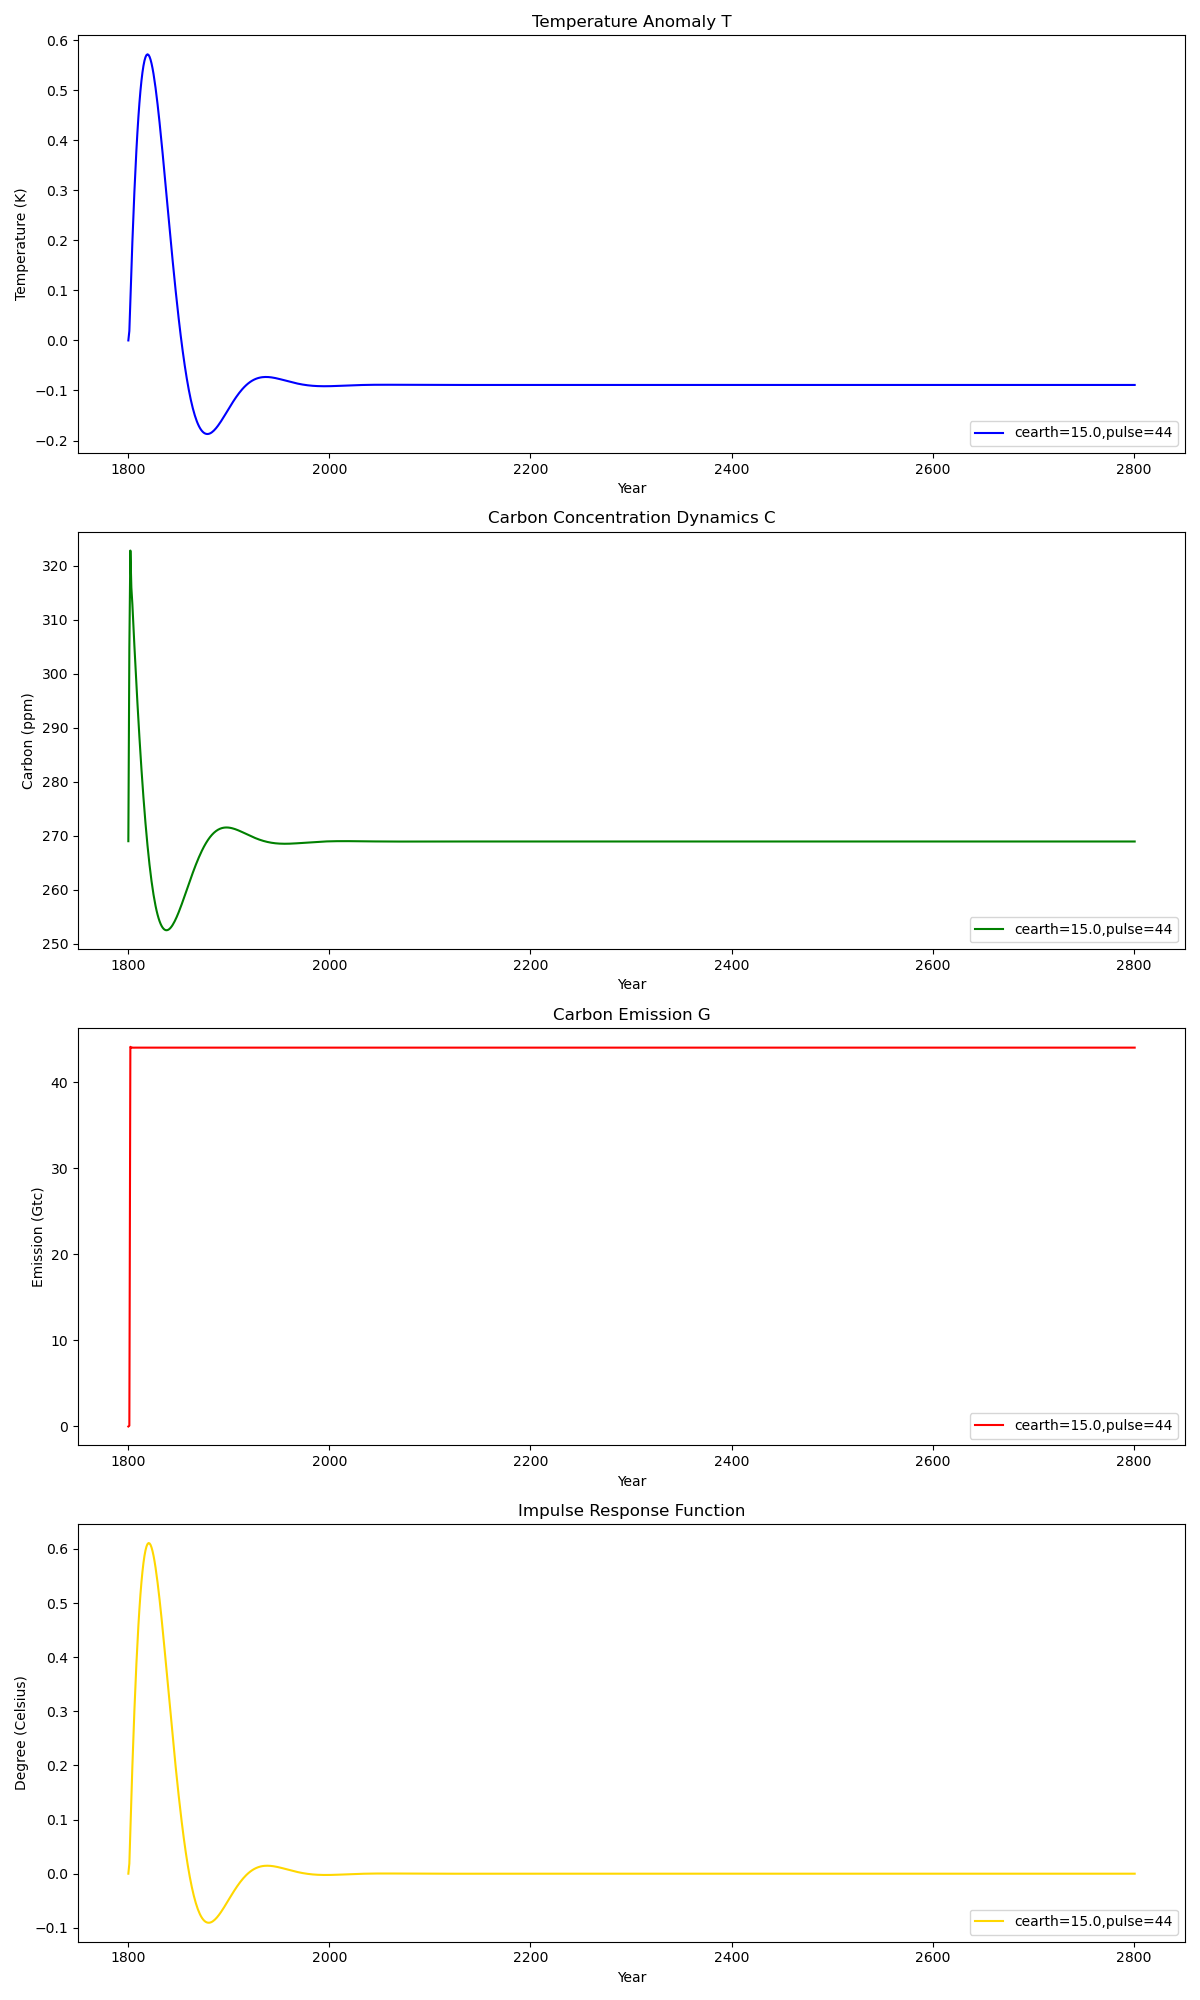 Temperature Anomaly T
0.6
0.5
0.4
0.3
0.2
0.1
0.0
−0.1
−0.2
Temperature (K)
cearth=15.0,pulse=44
1800 2000 2200 2400 2600 2800
Year
Carbon Concentration Dynamics C
320
310
300
290
280
270
260
250
Carbon (ppm)
cearth=15.0,pulse=44
1800 2000 2200 2400 2600 2800
Year
Carbon Emission G
40
30
20
10
0
Emission (Gtc)
cearth=15.0,pulse=44
1800 2000 2200 2400 2600 2800
Year
Impulse Response Function
0.6
0.5
0.4
0.3
0.2
0.1
0.0
−0.1
Degree (Celsius)
cearth=15.0,pulse=44
1800 2000 2200 2400 2600 2800
Year